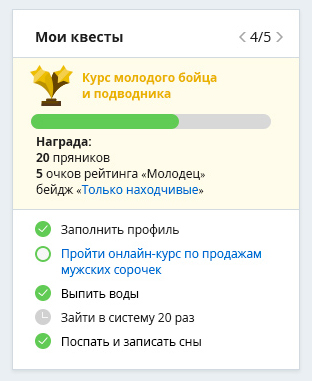 Мои квесты
4/5
Курс молодого бойца
и подводника
Награда:
20 пряников
5 очков рейтинга «Молодец»
бейдж «Только находчивые»
Заполнить профиль
Пройти онлайн-курс по продажам
мужских сорочек
Выпить воды
Зайти в систему 20 раз
Поспать и записать сны